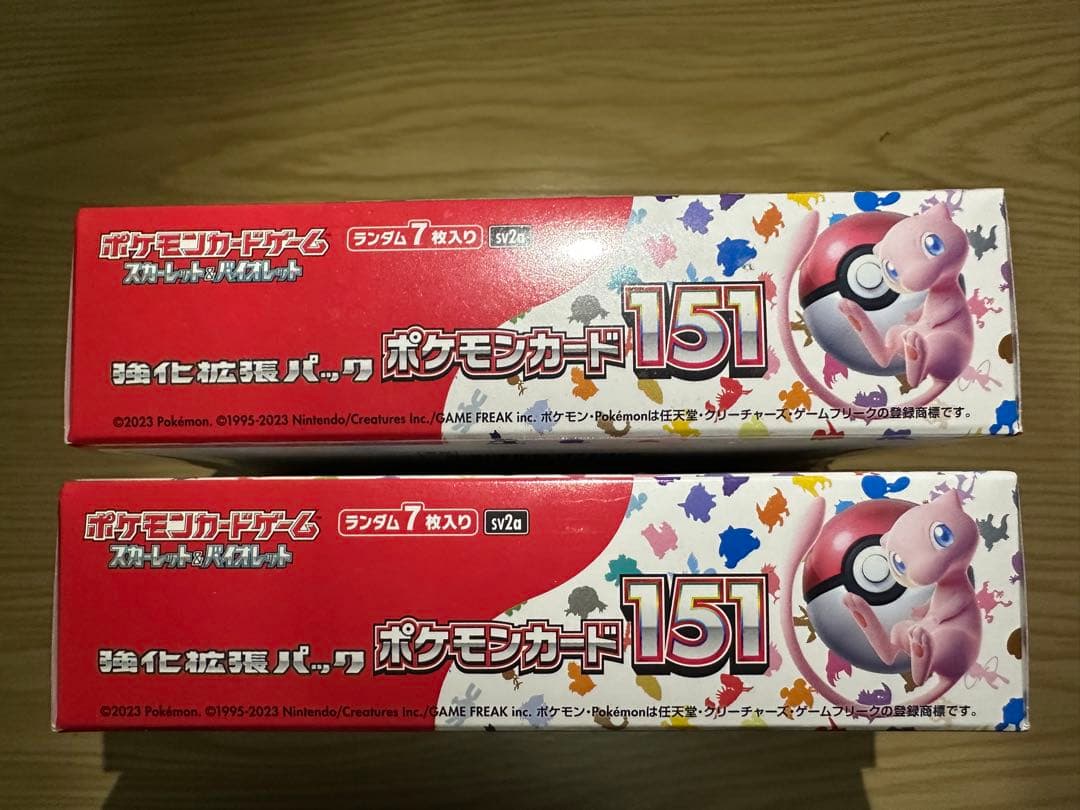 ポケモンカードゲーム
スカーレット&バイオレット
ランダム7枚入り
sv2a
強化拡張パック
ポケモンカード151
©2023 Pokémon. ©1995-2023 Nintendo/Creatures Inc./GAME FREAK inc. ポケモン・Pokémonは任天堂・クリーチャーズ・ゲームフリークの登録商標です。
ポケモンカードゲーム
スカーレット&バイオレット
ランダム7枚入り
sv2a
強化拡張パック
ポケモンカード151
©2023 Pokémon. ©1995-2023 Nintendo/Creatures Inc./GAME FREAK inc. ポケモン・Pokémonは任天堂・クリーチャーズ・ゲームフリークの登録商標です。